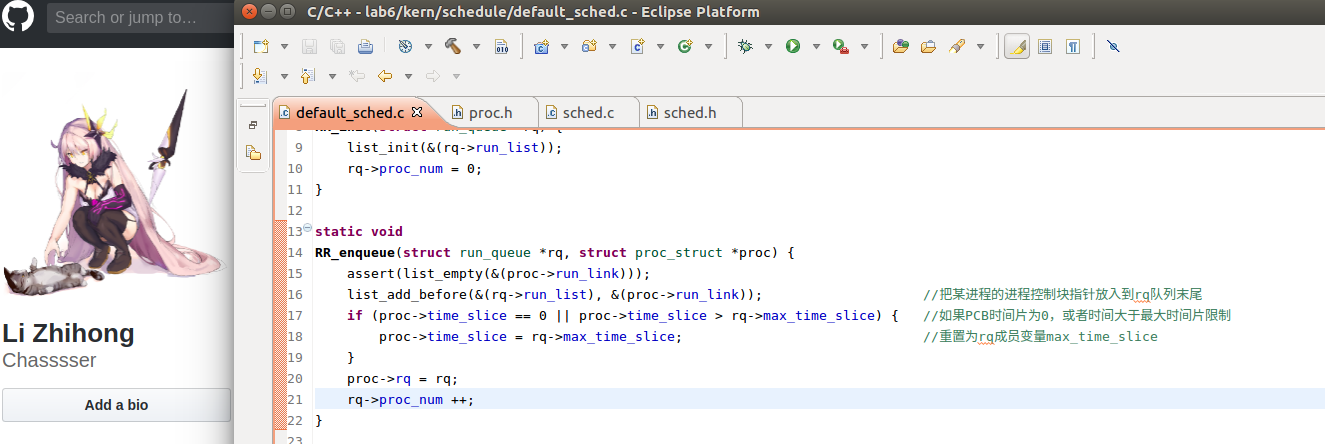 Search or jump to…
C/C++ - lab6/kern/schedule/default_sched.c - Eclipse Platform
default_sched.c
proc.h
sched.c
sched.h
9 list_init(&(rq->run_list));
10 rq->proc_num = 0;
11 }
12
13 static void
14 RR_enqueue(struct run_queue *rq, struct proc_struct *proc) {
15 assert(list_empty(&(proc->run_link)));
16 list_add_before(&(rq->run_list), &(proc->run_link)); //把某进程的进程控制块指针放入到rq队列末尾
17 if (proc->time_slice == 0 || proc->time_slice > rq->max_time_slice) { //如果PCB时间片为0，或者时间大于最大时间片限制
18 proc->time_slice = rq->max_time_slice; //重置为rq成员变量max_time_slice
19 }
20 proc->rq = rq;
21 rq->proc_num ++;
22 }
23
Li Zhihong
Chasssser
Add a bio